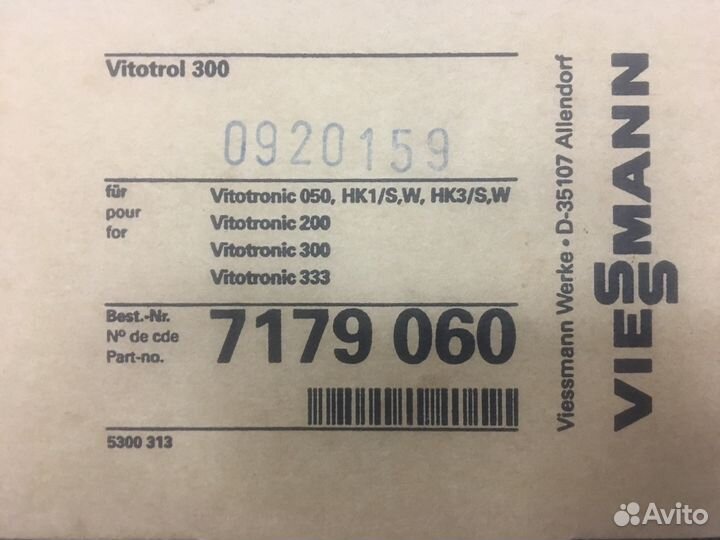 Vitotrol 300
0920159
für
pour
for
Vitotronic 050, HK1/S,W, HK3/S,W
Vitotronic 200
Vitotronic 300
Vitotronic 333
Best.-Nr.
Nº de cde
Part-no.
7179 060
5300 313
Viessmann Werke • D-35107 Allendorf
VIESSMANN
Avito